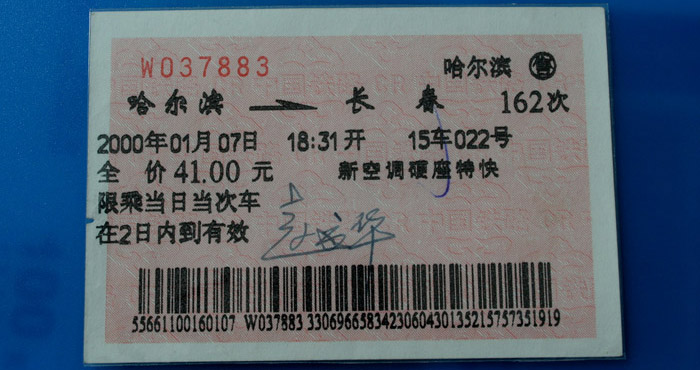 W037883 哈尔滨 售
哈尔滨 长春 162次
2000年01月07日 18:31开 15车022号
全价41.00元 新空调硬座特快
限乘当日当次车
在2日内到有效
55661100160107 W037883 330696658342306043013521575735​1919